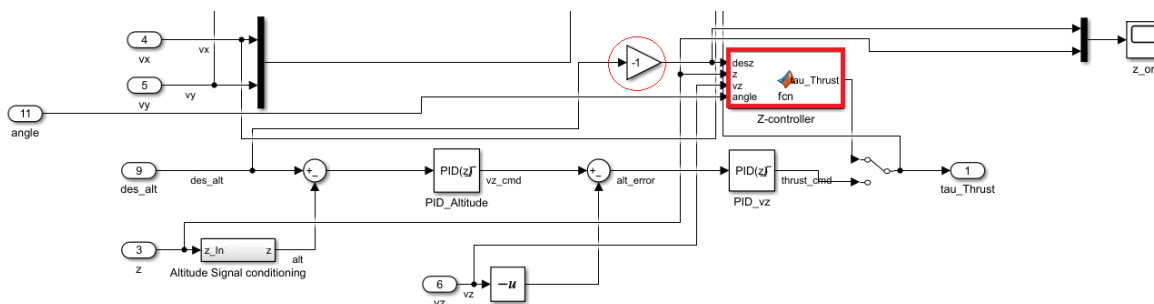 4
vx
vx
5
vy
vy
11
angle
-1
desz
z
vz
angle
tau_Thrust
fcn
Z-controller
9
des_alt
des_alt
PID(z)
vz_cmd
PID_Altitude
alt_error
PID(z)
thrust_cmd
PID_vz
1
tau_Thrust
3
z
z_In
z
Altitude Signal conditioning
alt
6
vz
vz
-u